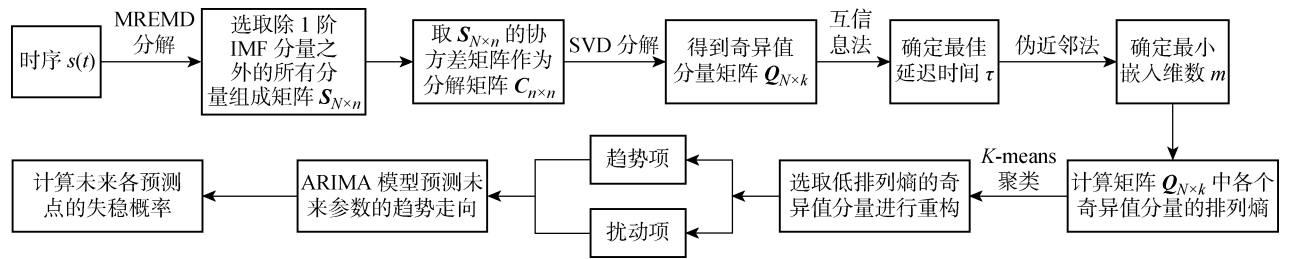 时序 s(t)
MREMD
分解
选取除 1 阶
IMF 分量之
外的所有分
量组成矩阵 S_{N×n}
取 S_{N×n} 的协
方差矩阵作为
分解矩阵 C_{n×n}
SVD 分解
得到奇异值
分量矩阵 Q_{N×k}
互信
息法
确定最佳
延迟时间 τ
伪近邻法
确定最小
嵌入维数 m
计算矩阵 Q_{N×k} 中各个
奇异值分量的排列熵
K-means
聚类
选取低排列熵的奇
异值分量进行重构
趋势项
扰动项
ARIMA 模型预测未
来参数的趋势走向
计算未来各预测
点的失稳概率